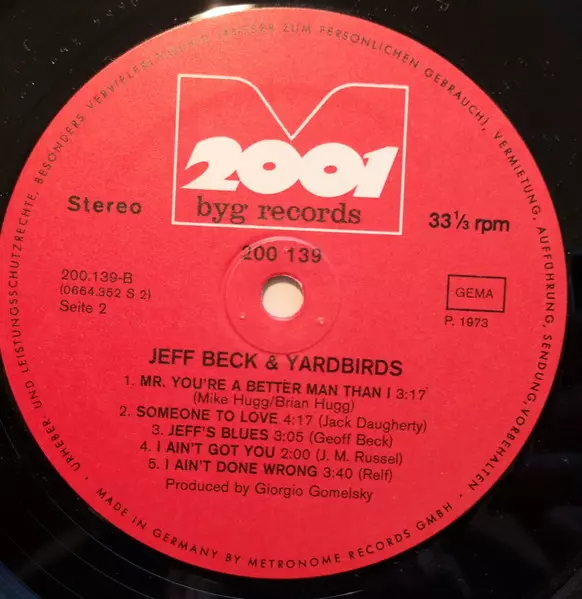 URHEBER- UND LEISTUNGSSCHUTZRECHTE, BESONDERS VERVIELFÄLTIGUNG ZUM PERSÖNLICHEN GEBRAUCH), VERMIETUNG, AUFFÜHRUNG, SENDUNG, VORBEHALTEN
2001
byg records
Stereo
33 1/3 rpm
200 139
200.139-B
(0664.352 S 2)
Seite 2
GEMA
P. 1973
JEFF BECK & YARDBIRDS
1. MR. YOU'RE A BETTER MAN THAN I 3:17
(Mike Hugg/Brian Hugg)
2. SOMEONE TO LOVE 4:17 (Jack Daugherty)
3. JEFF'S BLUES 3:05 (Geoff Beck)
4. I AIN'T GOT YOU 2:00 (J. M. Russel)
5. I AIN'T DONE WRONG 3:40 (Relf)
Produced by Giorgio Gomelsky
MADE IN GERMANY BY METRONOME RECORDS GMBH